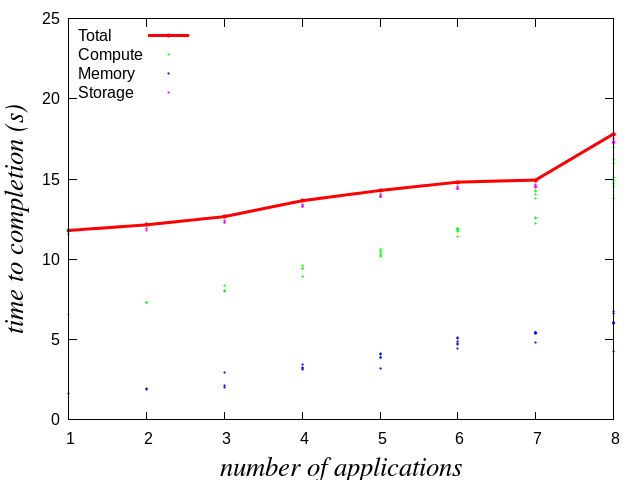 25
20
15
10
5
0
time to completion (s)
Total
Compute
Memory
Storage
1 2 3 4 5 6 7 8
number of applications